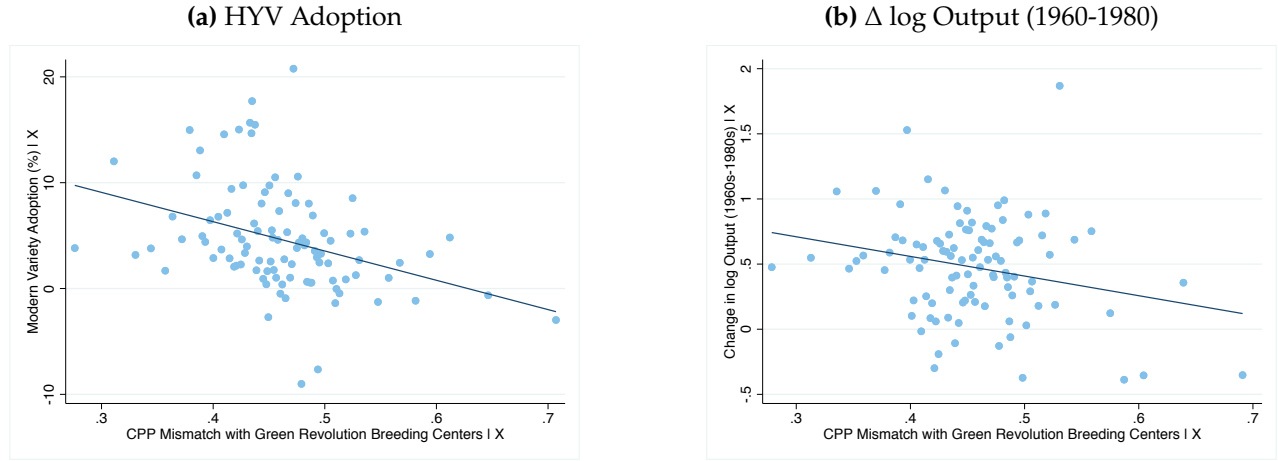 (a) HYV Adoption
Modern Variety Adoption (%) | X
20
10
0
-10
.3 .4 .5 .6 .7
CPP Mismatch with Green Revolution Breeding Centers | X
(b) Δ log Output (1960-1980)
Change in log Output (1960s-1980s) | X
2
1.5
1
.5
0
-.5
.3 .4 .5 .6 .7
CPP Mismatch with Green Revolution Breeding Centers | X